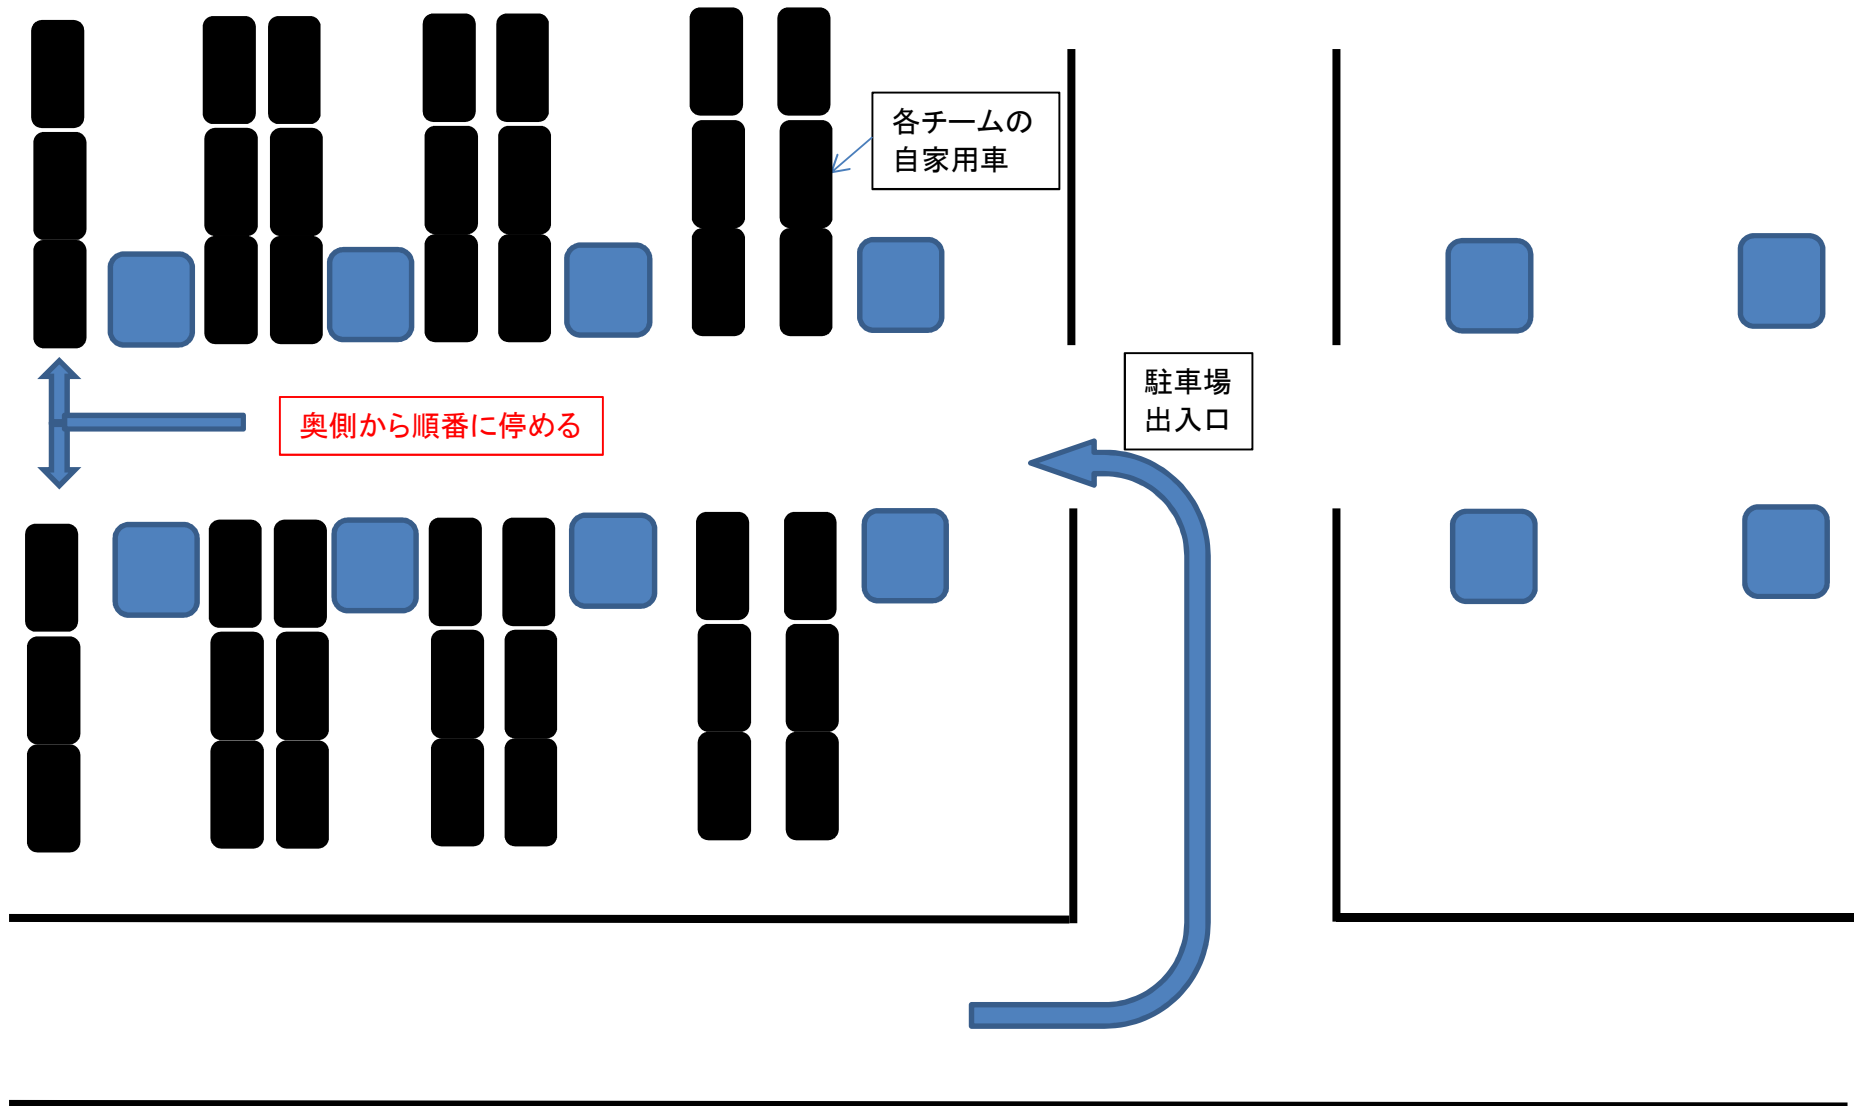 各チームの
自家用車
駐車場
出入口
奥側から順番に停める